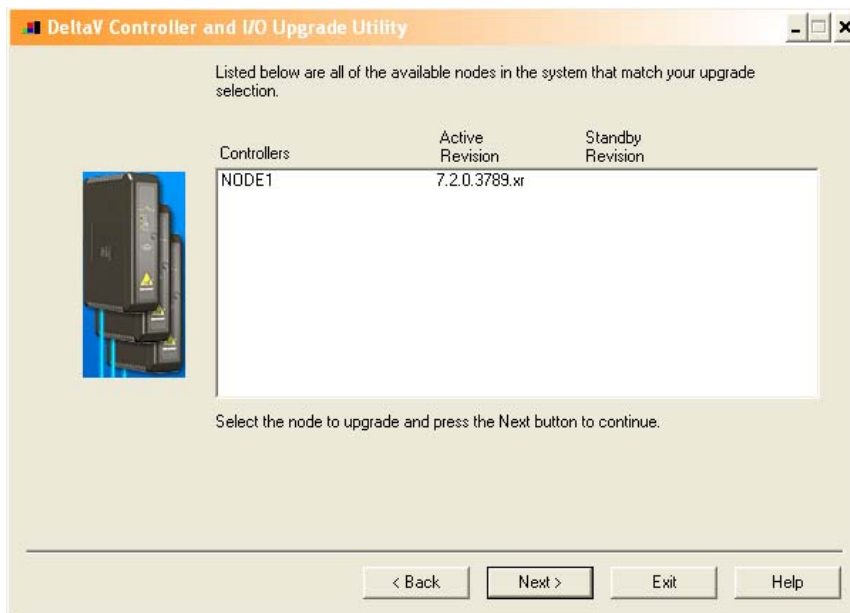 DeltaV Controller and I/O Upgrade Utility
Listed below are all of the available nodes in the system that match your upgrade
selection.
Controllers Active Revision Standby Revision
NODE1 7.2.0.3789.xr
Select the node to upgrade and press the Next button to continue.
< Back Next > Exit Help